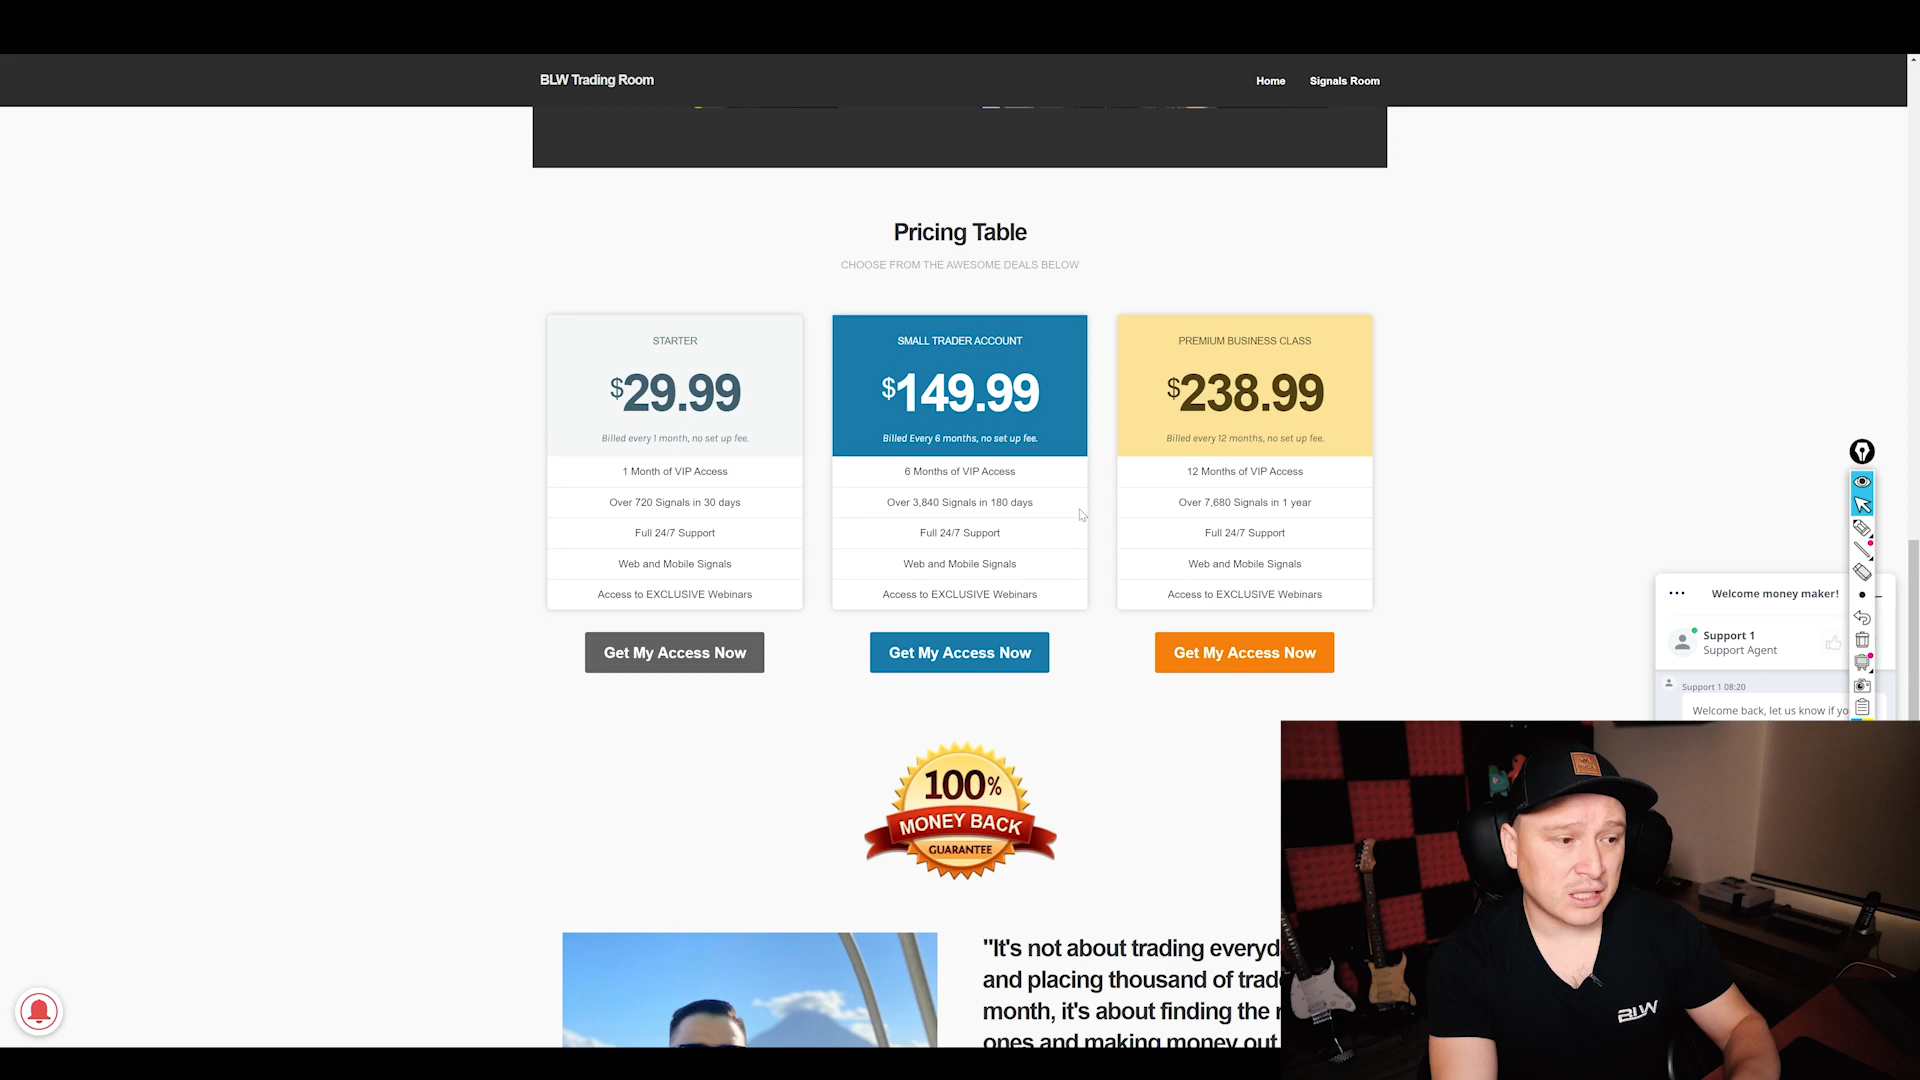 BLW Trading Room
Home
Signals Room
Pricing Table
CHOOSE FROM THE AWESOME DEALS BELOW
STARTER
$29.99
Billed every 1 month, no set up fee.
1 Month of VIP Access
Over 720 Signals in 30 days
Full 24/7 Support
Web and Mobile Signals
Access to EXCLUSIVE Webinars
Get My Access Now
SMALL TRADER ACCOUNT
$149.99
Billed Every 6 months, no set up fee.
6 Months of VIP Access
Over 3,840 Signals in 180 days
Full 24/7 Support
Web and Mobile Signals
Access to EXCLUSIVE Webinars
Get My Access Now
PREMIUM BUSINESS CLASS
$238.99
Billed every 12 months, no set up fee.
12 Months of VIP Access
Over 7,680 Signals in 1 year
Full 24/7 Support
Web and Mobile Signals
Access to EXCLUSIVE Webinars
Get My Access Now
Welcome money maker!
Support 1
Support Agent
Support 1 08:20
Welcome back, let us know if yo
100%
MONEY BACK
GUARANTEE
"It's not about trading everyd
and placing thousand of trad
month, it's about finding the
ones and making money out
BLW